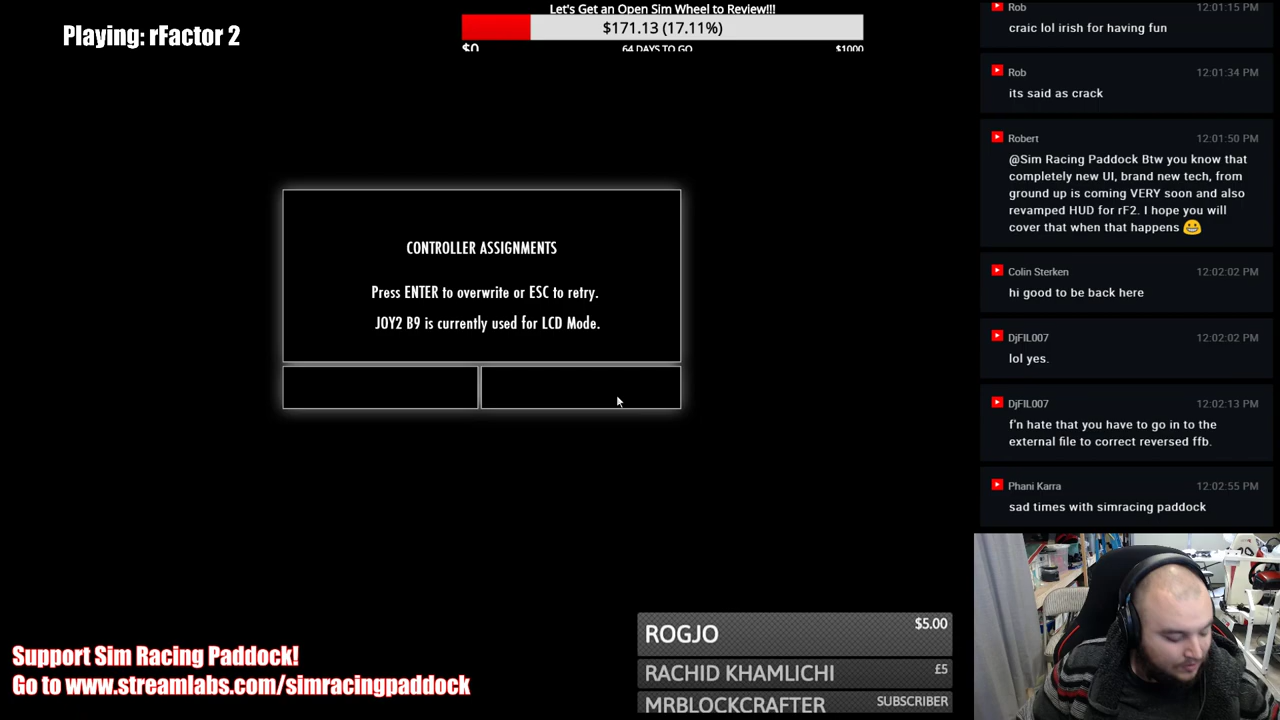 Playing: rFactor 2
Let's Get an Open Sim Wheel to Review!!!
$171.13 (17.11%)
$0 64 DAYS TO GO $1000
CONTROLLER ASSIGNMENTS
Press ENTER to overwrite or ESC to retry.
JOY2 B9 is currently used for LCD Mode.
Rob 12:01:15 PM
craic lol irish for having fun
Rob 12:01:34 PM
its said as crack
Robert 12:01:50 PM
@Sim Racing Paddock Btw you know that
completely new UI, brand new tech, from
ground up is coming VERY soon and also
revamped HUD for rF2. I hope you will
cover that when that happens
Colin Sterken 12:02:02 PM
hi good to be back here
DjFIL007 12:02:02 PM
lol yes.
DjFIL007 12:02:13 PM
f'n hate that you have to go in to the
external file to correct reversed ffb.
Phani Karra 12:02:55 PM
sad times with simracing paddock
ROGJO $5.00
RACHID KHAMLICHI £5
MRBLOCKCRAFTER SUBSCRIBER
Support Sim Racing Paddock!
Go to www.streamlabs.com/simracingpaddock